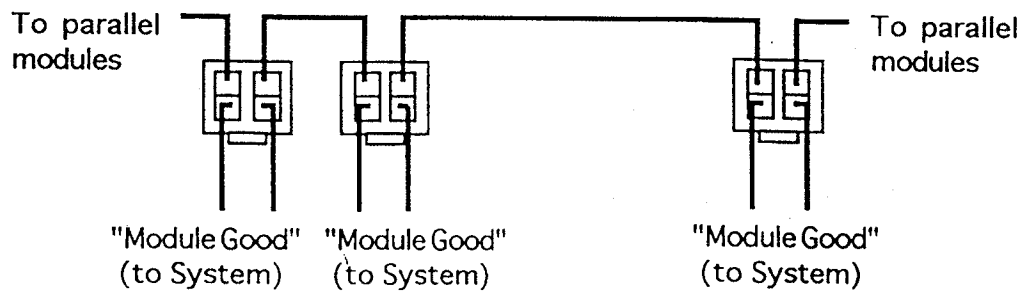 To parallel
modules
To parallel
modules
"Module Good"
(to System)
"Module Good"
(to System)
"Module Good"
(to System)